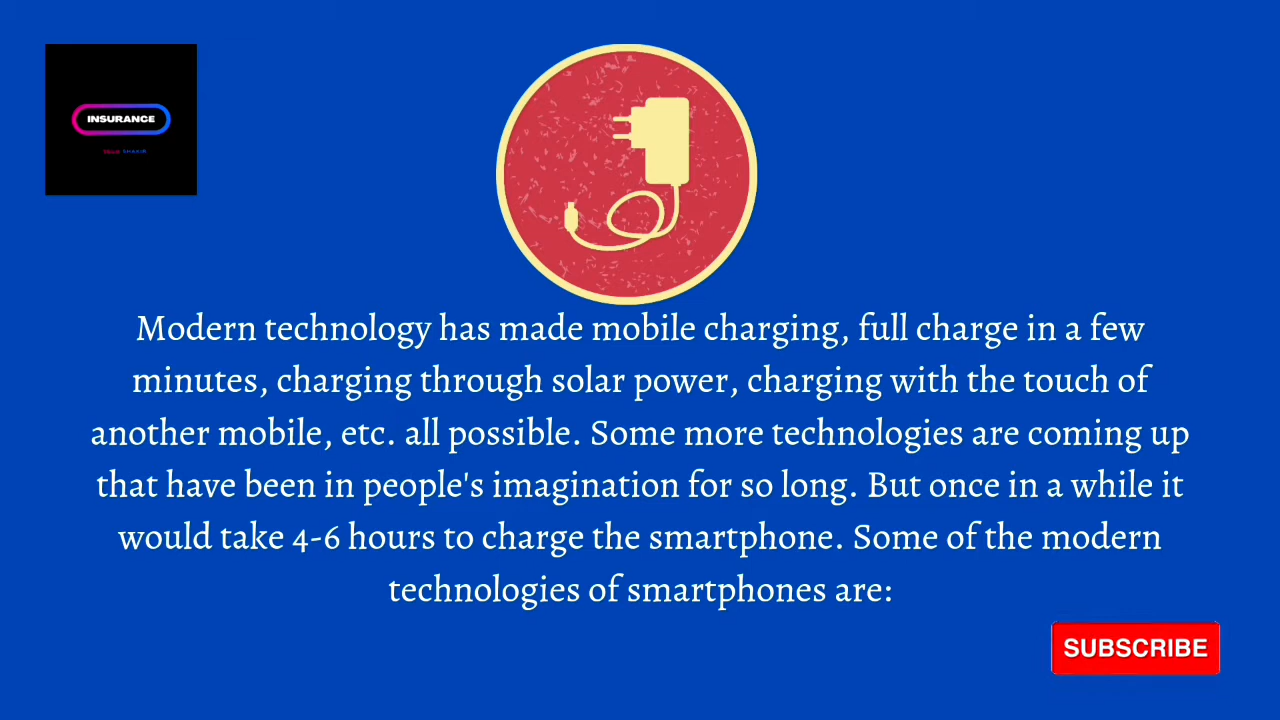 INSURANCE
Modern technology has made mobile charging, full charge in a few
minutes, charging through solar power, charging with the touch of
another mobile, etc. all possible. Some more technologies are coming up
that have been in people's imagination for so long. But once in a while it
would take 4-6 hours to charge the smartphone. Some of the modern
technologies of smartphones are:
SUBSCRIBE